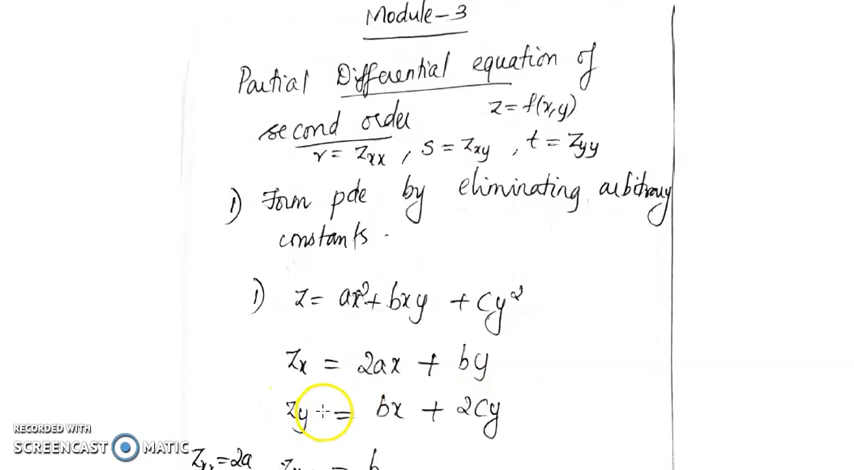 Module-3
Partial Differential equation of
second order z = f(x,y)
r = Zxx , S = Zxy , t = Zyy
1) Form pde by eliminating arbitrary
constants.
1) z = ax² + bxy + cy²
Zx = 2ax + by
Zy = bx + 2cy
RECORDED WITH
SCREENCAST MATIC
Zxx = 2a